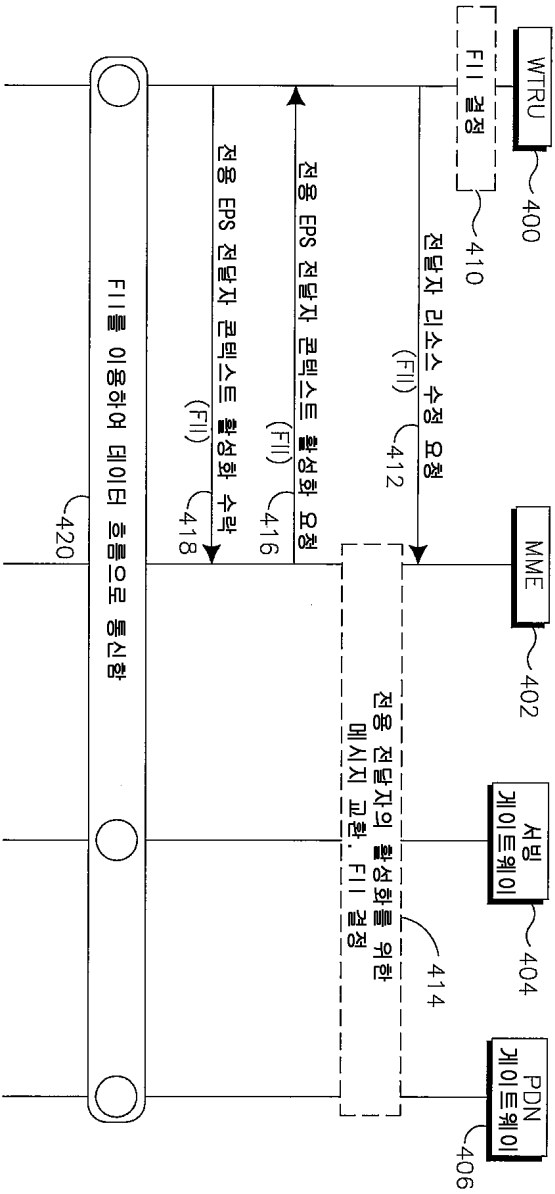 WTRU
400
MME
402
서빙
게이트웨이
404
PDN
게이트웨이
406
FII 결정
410
전달자 리소스 수정 요청
(FII)
412
전용 전달자의 활성화를 위한
메시지 교환. FII 결정
414
전용 EPS 전달자 콘텍스트 활성화 요청
(FII)
416
전용 EPS 전달자 콘텍스트 활성화 수락
(FII)
418
FII를 이용하여 데이터 흐름으로 통신함
420